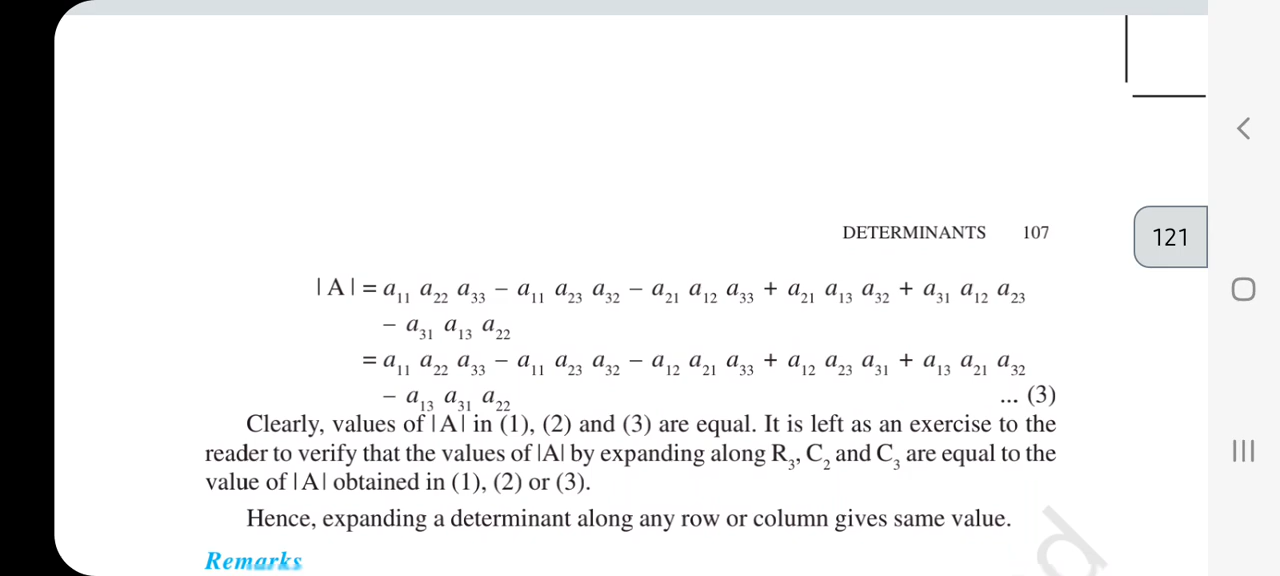 DETERMINANTS 107
121
| A | = a₁₁ a₂₂ a₃₃ − a₁₁ a₂₃ a₃₂ − a₂₁ a₁₂ a₃₃ + a₂₁ a₁₃ a₃₂ + a₃₁ a₁₂ a₂₃
− a₃₁ a₁₃ a₂₂
= a₁₁ a₂₂ a₃₃ − a₁₁ a₂₃ a₃₂ − a₁₂ a₂₁ a₃₃ + a₁₂ a₂₃ a₃₁ + a₁₃ a₂₁ a₃₂
− a₁₃ a₃₁ a₂₂ ... (3)
Clearly, values of |A| in (1), (2) and (3) are equal. It is left as an exercise to the
reader to verify that the values of |A| by expanding along R₃, C₂ and C₃ are equal to the
value of |A| obtained in (1), (2) or (3).
Hence, expanding a determinant along any row or column gives same value.
Remarks
d